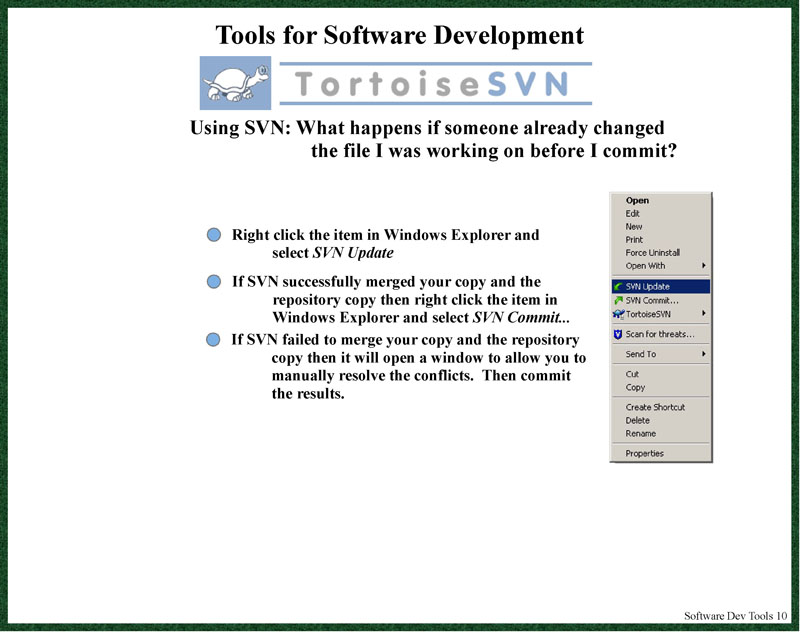 Tools for Software Development
TortoiseSVN
Using SVN: What happens if someone already changed
the file I was working on before I commit?
Right click the item in Windows Explorer and
select SVN Update
If SVN successfully merged your copy and the
repository copy then right click the item in
Windows Explorer and select SVN Commit...
If SVN failed to merge your copy and the repository
copy then it will open a window to allow you to
manually resolve the conflicts. Then commit
the results.
Open
Edit
New
Print
Force Uninstall
Open With
SVN Update
SVN Commit...
TortoiseSVN
Scan for threats...
Send To
Cut
Copy
Create Shortcut
Delete
Rename
Properties
Software Dev Tools 10